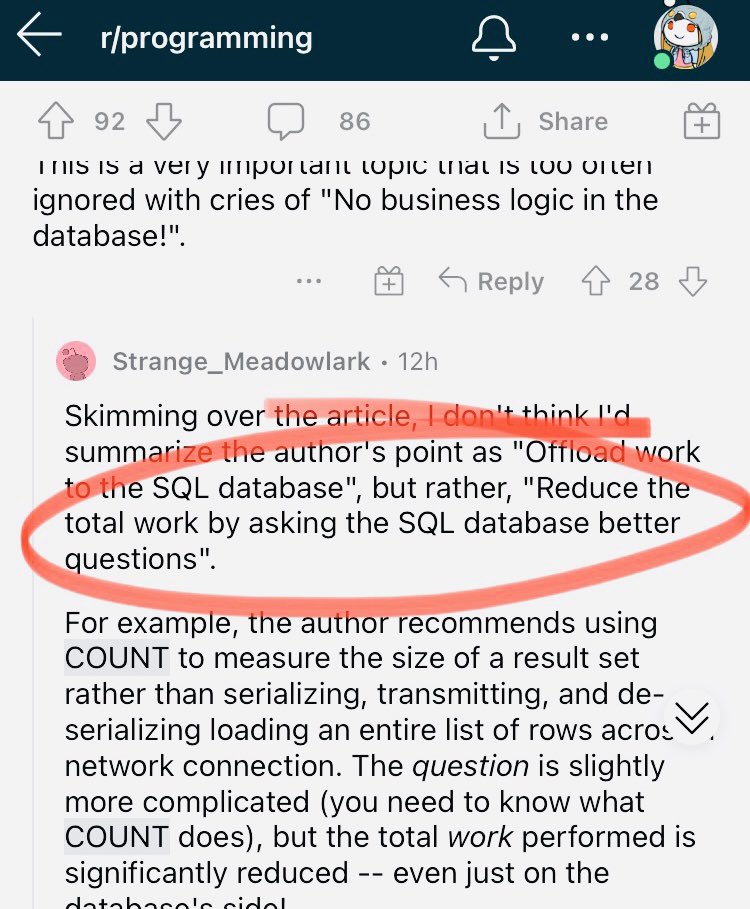 r/programming
92
86
Share
This is a very important topic that is too often
ignored with cries of "No business logic in the
database!".
Reply
28
Strange_Meadowlark • 12h
Skimming over the article, I don't think I'd
summarize the author's point as "Offload work
to the SQL database", but rather, "Reduce the
total work by asking the SQL database better
questions".
For example, the author recommends using
COUNT to measure the size of a result set
rather than serializing, transmitting, and de-
serializing loading an entire list of rows
network connection. The question is slightly
more complicated (you need to know what
COUNT does), but the total work performed is
significantly reduced -- even just on the
database's side!